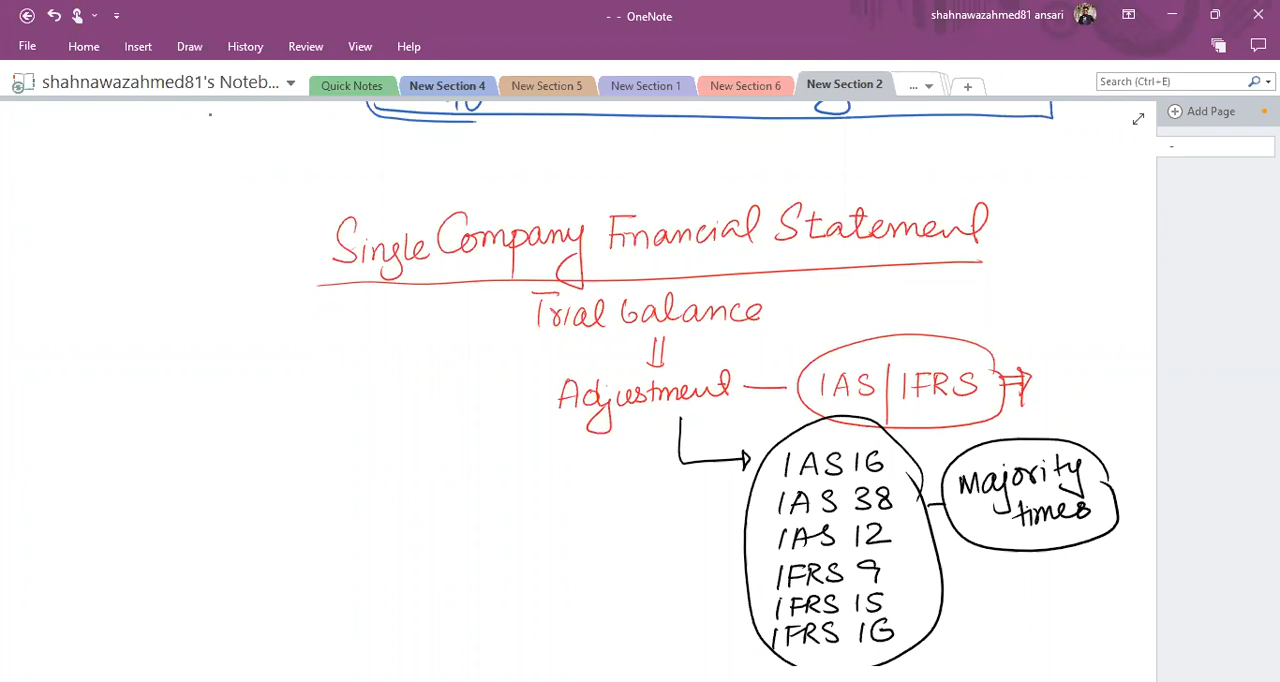 - - OneNote
shahnawazahmed81 ansari
File Home Insert Draw History Review View Help
shahnawazahmed81's Noteb...
Quick Notes New Section 4 New Section 5 New Section 1 New Section 6 New Section 2 ...
Search (Ctrl+E)
Add Page
-
Single Company Financial Statement
Trial balance
Adjustment — IAS | IFRS
IAS 16
IAS 38
IAS 12
IFRS 9
IFRS 15
IFRS 16
Majority
times